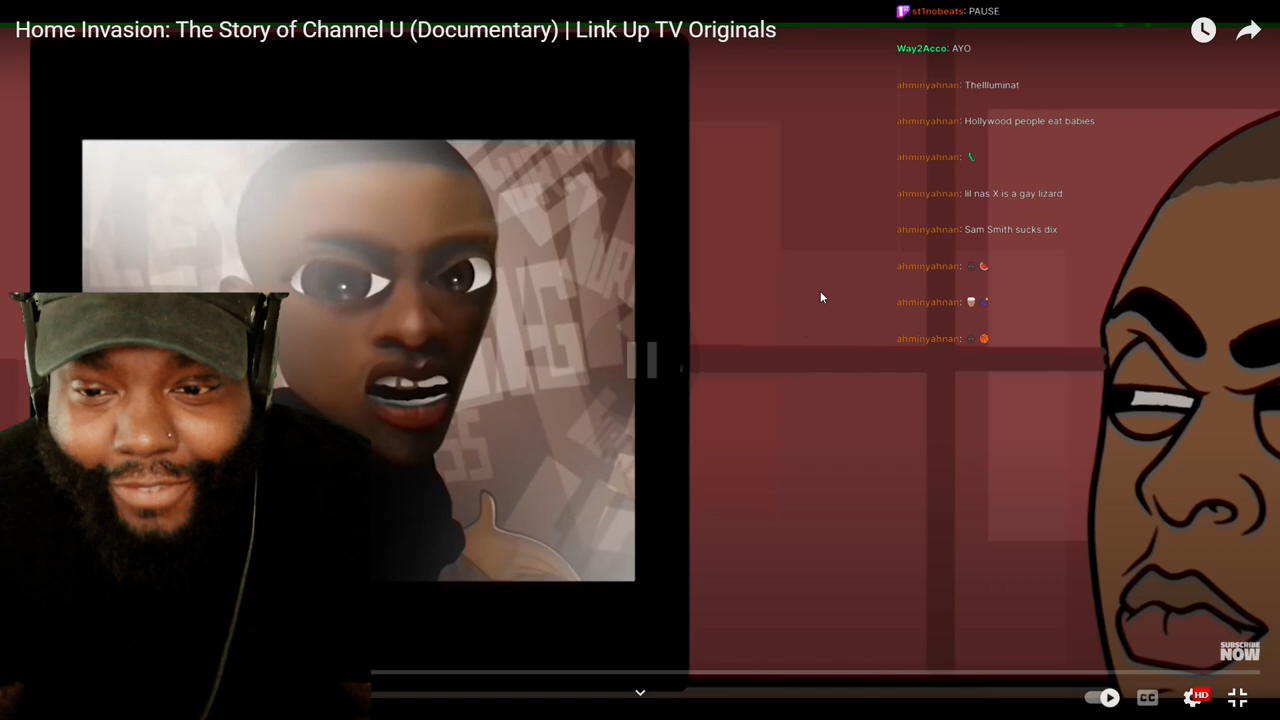 st1nobeats: PAUSE
Home Invasion: The Story of Channel U (Documentary) | Link Up TV Originals
Way2Acco: AYO
ahminyahnan: TheIlluminat
ahminyahnan: Hollywood people eat babies
ahminyahnan:
ahminyahnan: lil nas X is a gay lizard
ahminyahnan: Sam Smith sucks dix
ahminyahnan:
ahminyahnan:
ahminyahnan:
SUBSCRIBE
NOW
CC
HD